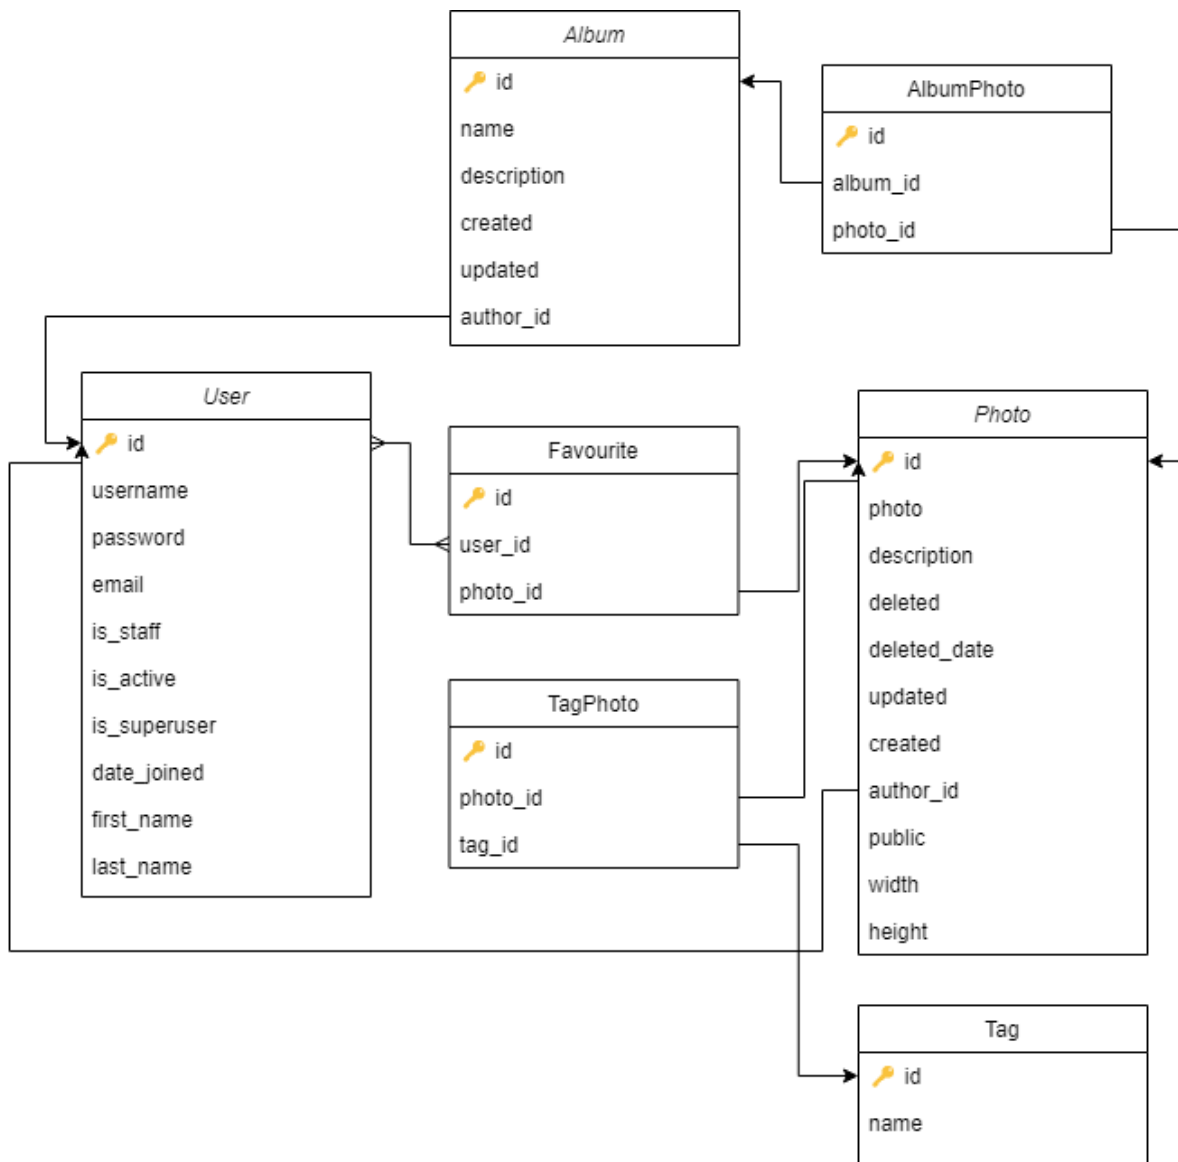 Album
id
name
description
created
updated
author_id
AlbumPhoto
id
album_id
photo_id
User
id
username
password
email
is_staff
is_active
is_superuser
date_joined
first_name
last_name
Favourite
id
user_id
photo_id
TagPhoto
id
photo_id
tag_id
Photo
id
photo
description
deleted
deleted_date
updated
created
author_id
public
width
height
Tag
id
name